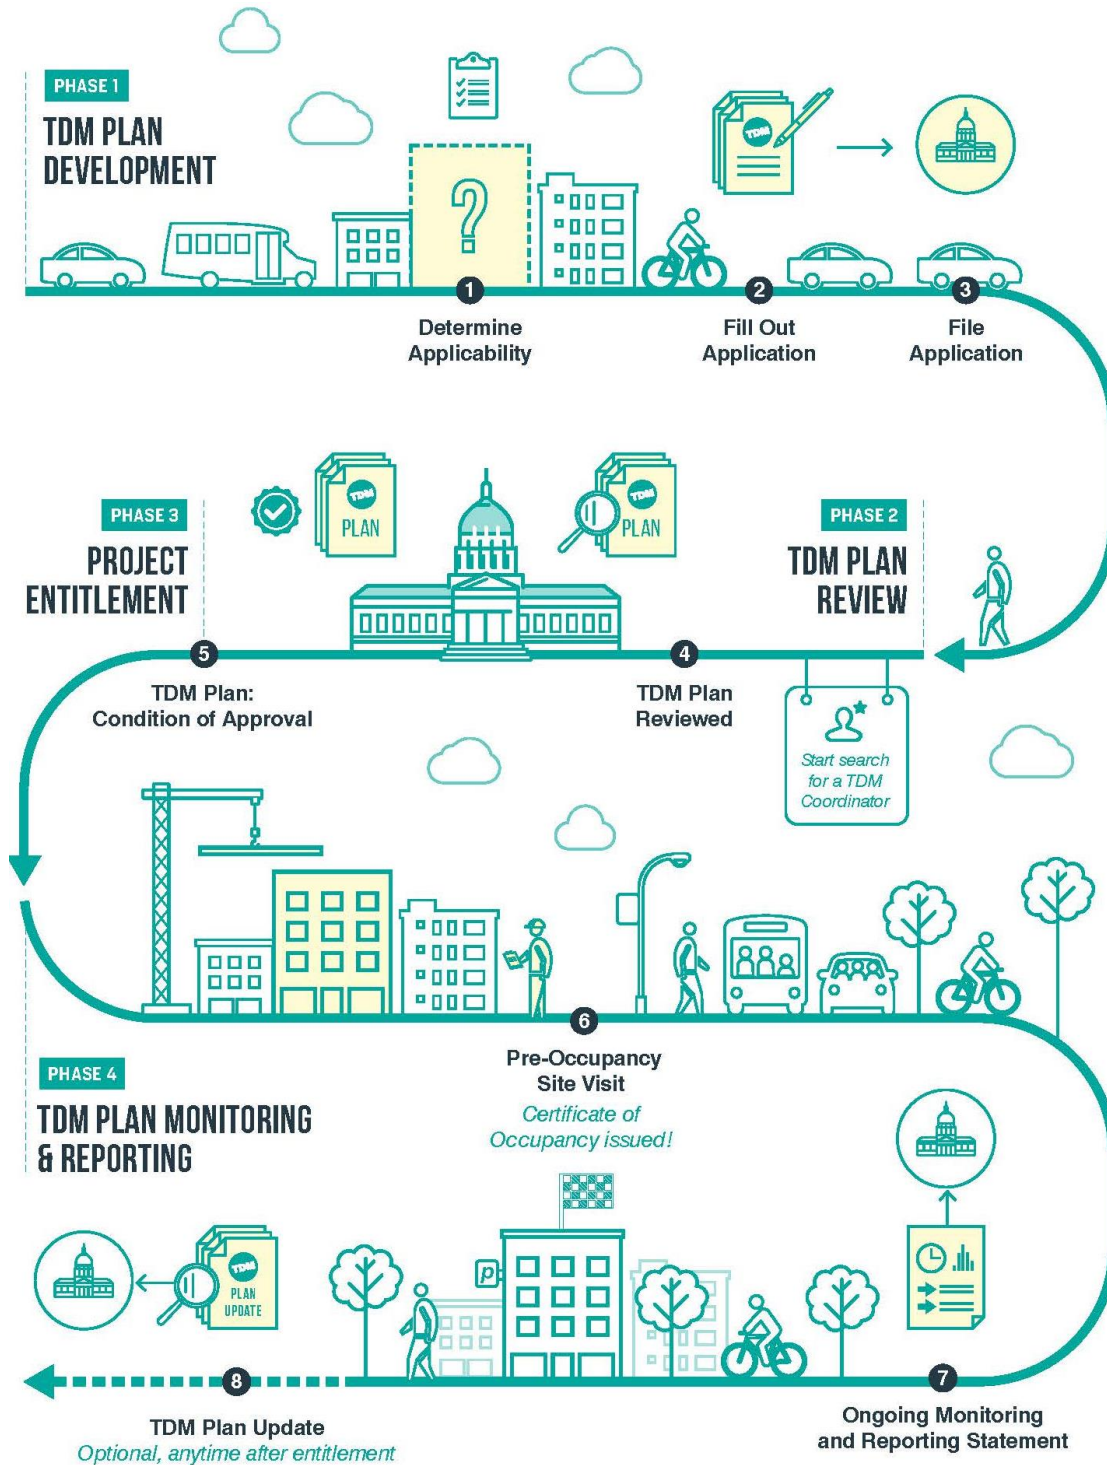 PHASE 1
TDM PLAN
DEVELOPMENT
?
TDM
1
Determine
Applicability
2
Fill Out
Application
3
File
Application
PHASE 2
TDM PLAN
REVIEW
TDM
PLAN
4
TDM Plan
Reviewed
Start search
for a TDM
Coordinator
PHASE 3
PROJECT
ENTITLEMENT
TDM
PLAN
5
TDM Plan:
Condition of Approval
PHASE 4
TDM PLAN MONITORING
& REPORTING
6
Pre-Occupancy
Site Visit
Certificate of
Occupancy issued!
p
7
Ongoing Monitoring
and Reporting Statement
TDM
PLAN
UPDATE
8
TDM Plan Update
Optional, anytime after entitlement